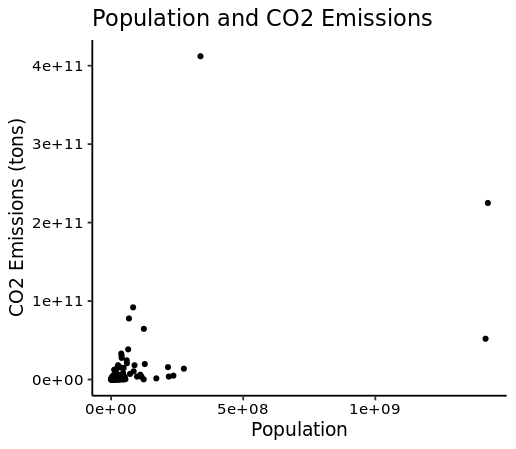 Population and CO2 Emissions
CO2 Emissions (tons)
4e+11
3e+11
2e+11
1e+11
0e+00
0e+00 5e+08 1e+09
Population